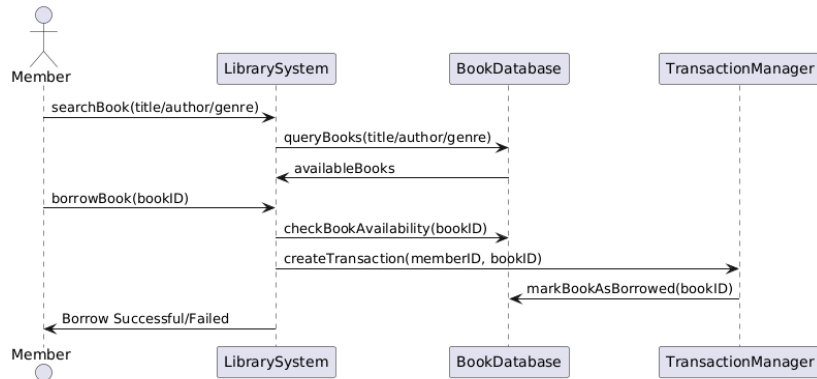 Member
LibrarySystem
BookDatabase
TransactionManager
searchBook(title/author/genre)
queryBooks(title/author/genre)
availableBooks
borrowBook(bookID)
checkBookAvailability(bookID)
createTransaction(memberID, bookID)
markBookAsBorrowed(bookID)
Borrow Successful/Failed
Member
LibrarySystem
BookDatabase
TransactionManager